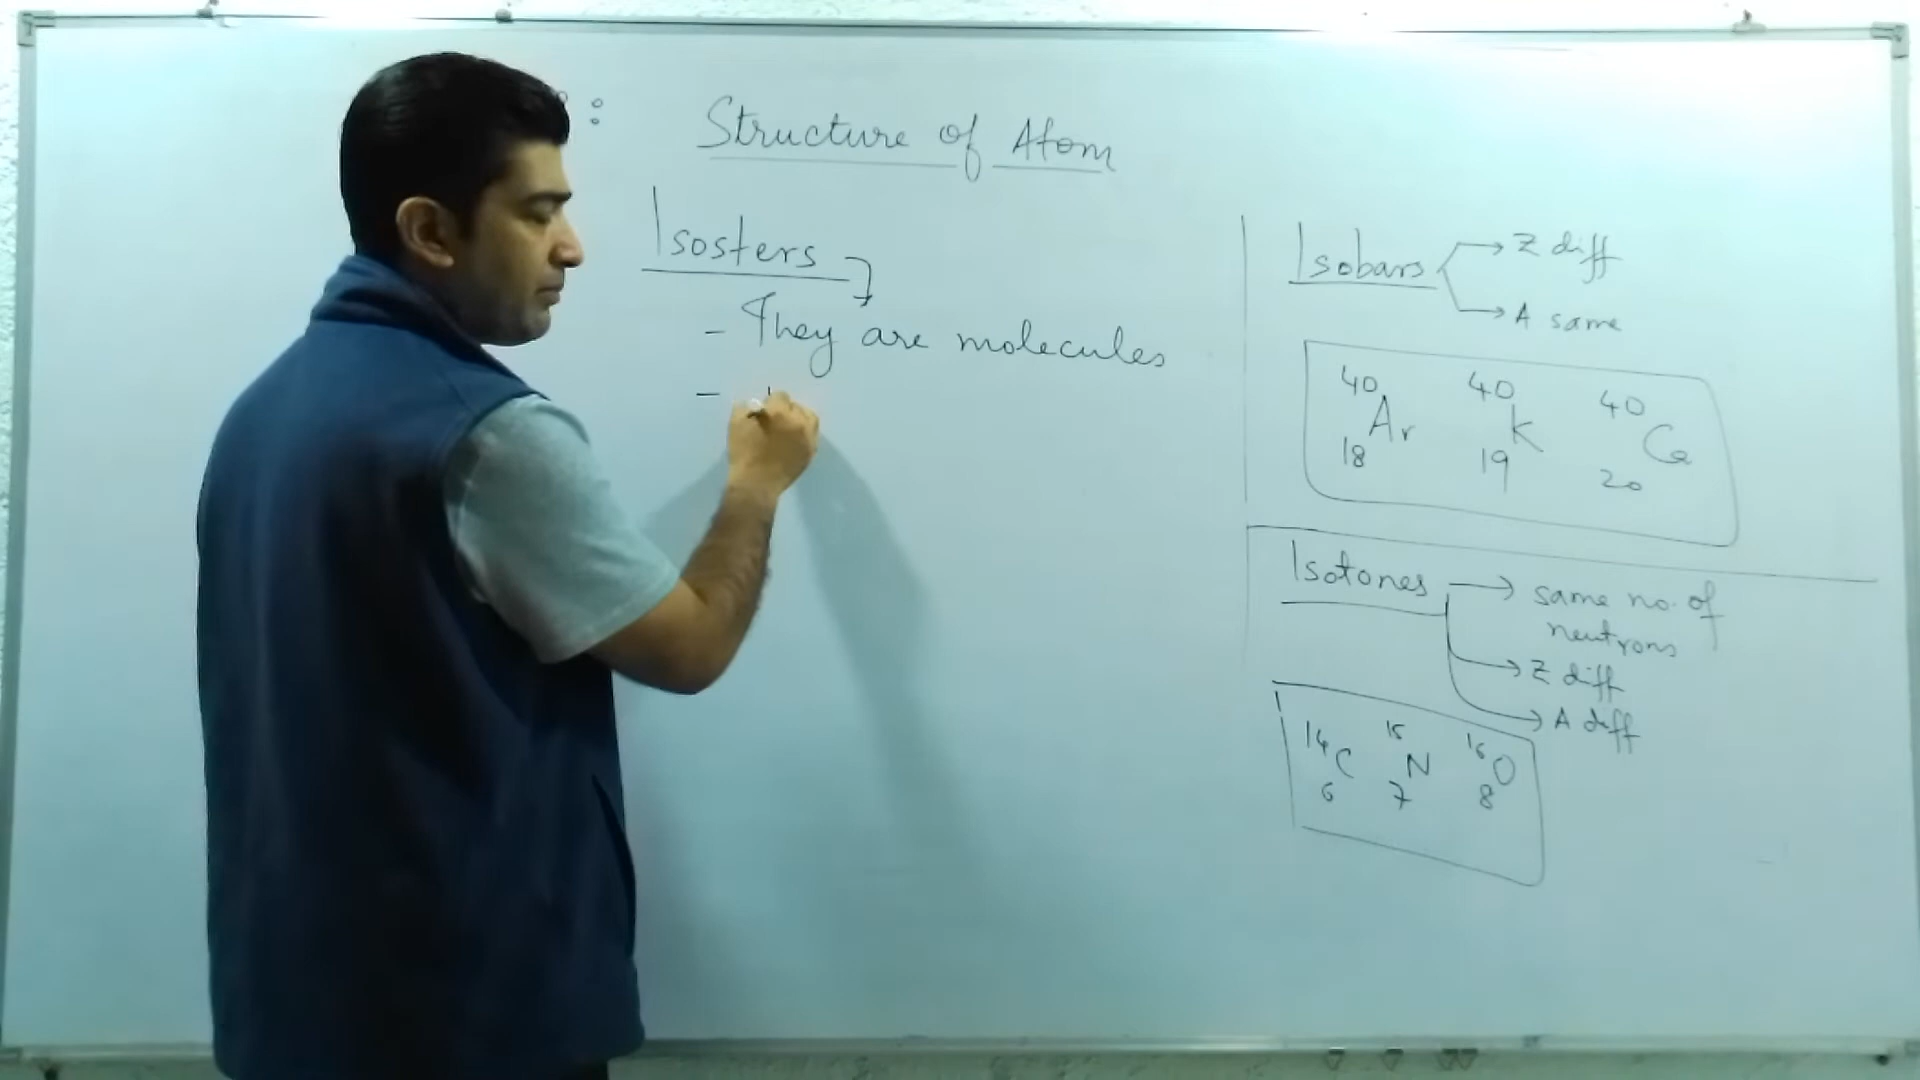 :
Structure of Atom
Isosters
- They are molecules
-
Isobars → Z diff
→ A same
40 40 40
Ar K Ca
18 19 20
Isotones → same no. of
neutrons
→ Z diff
→ A diff
14 15 16
C N O
6 7 8